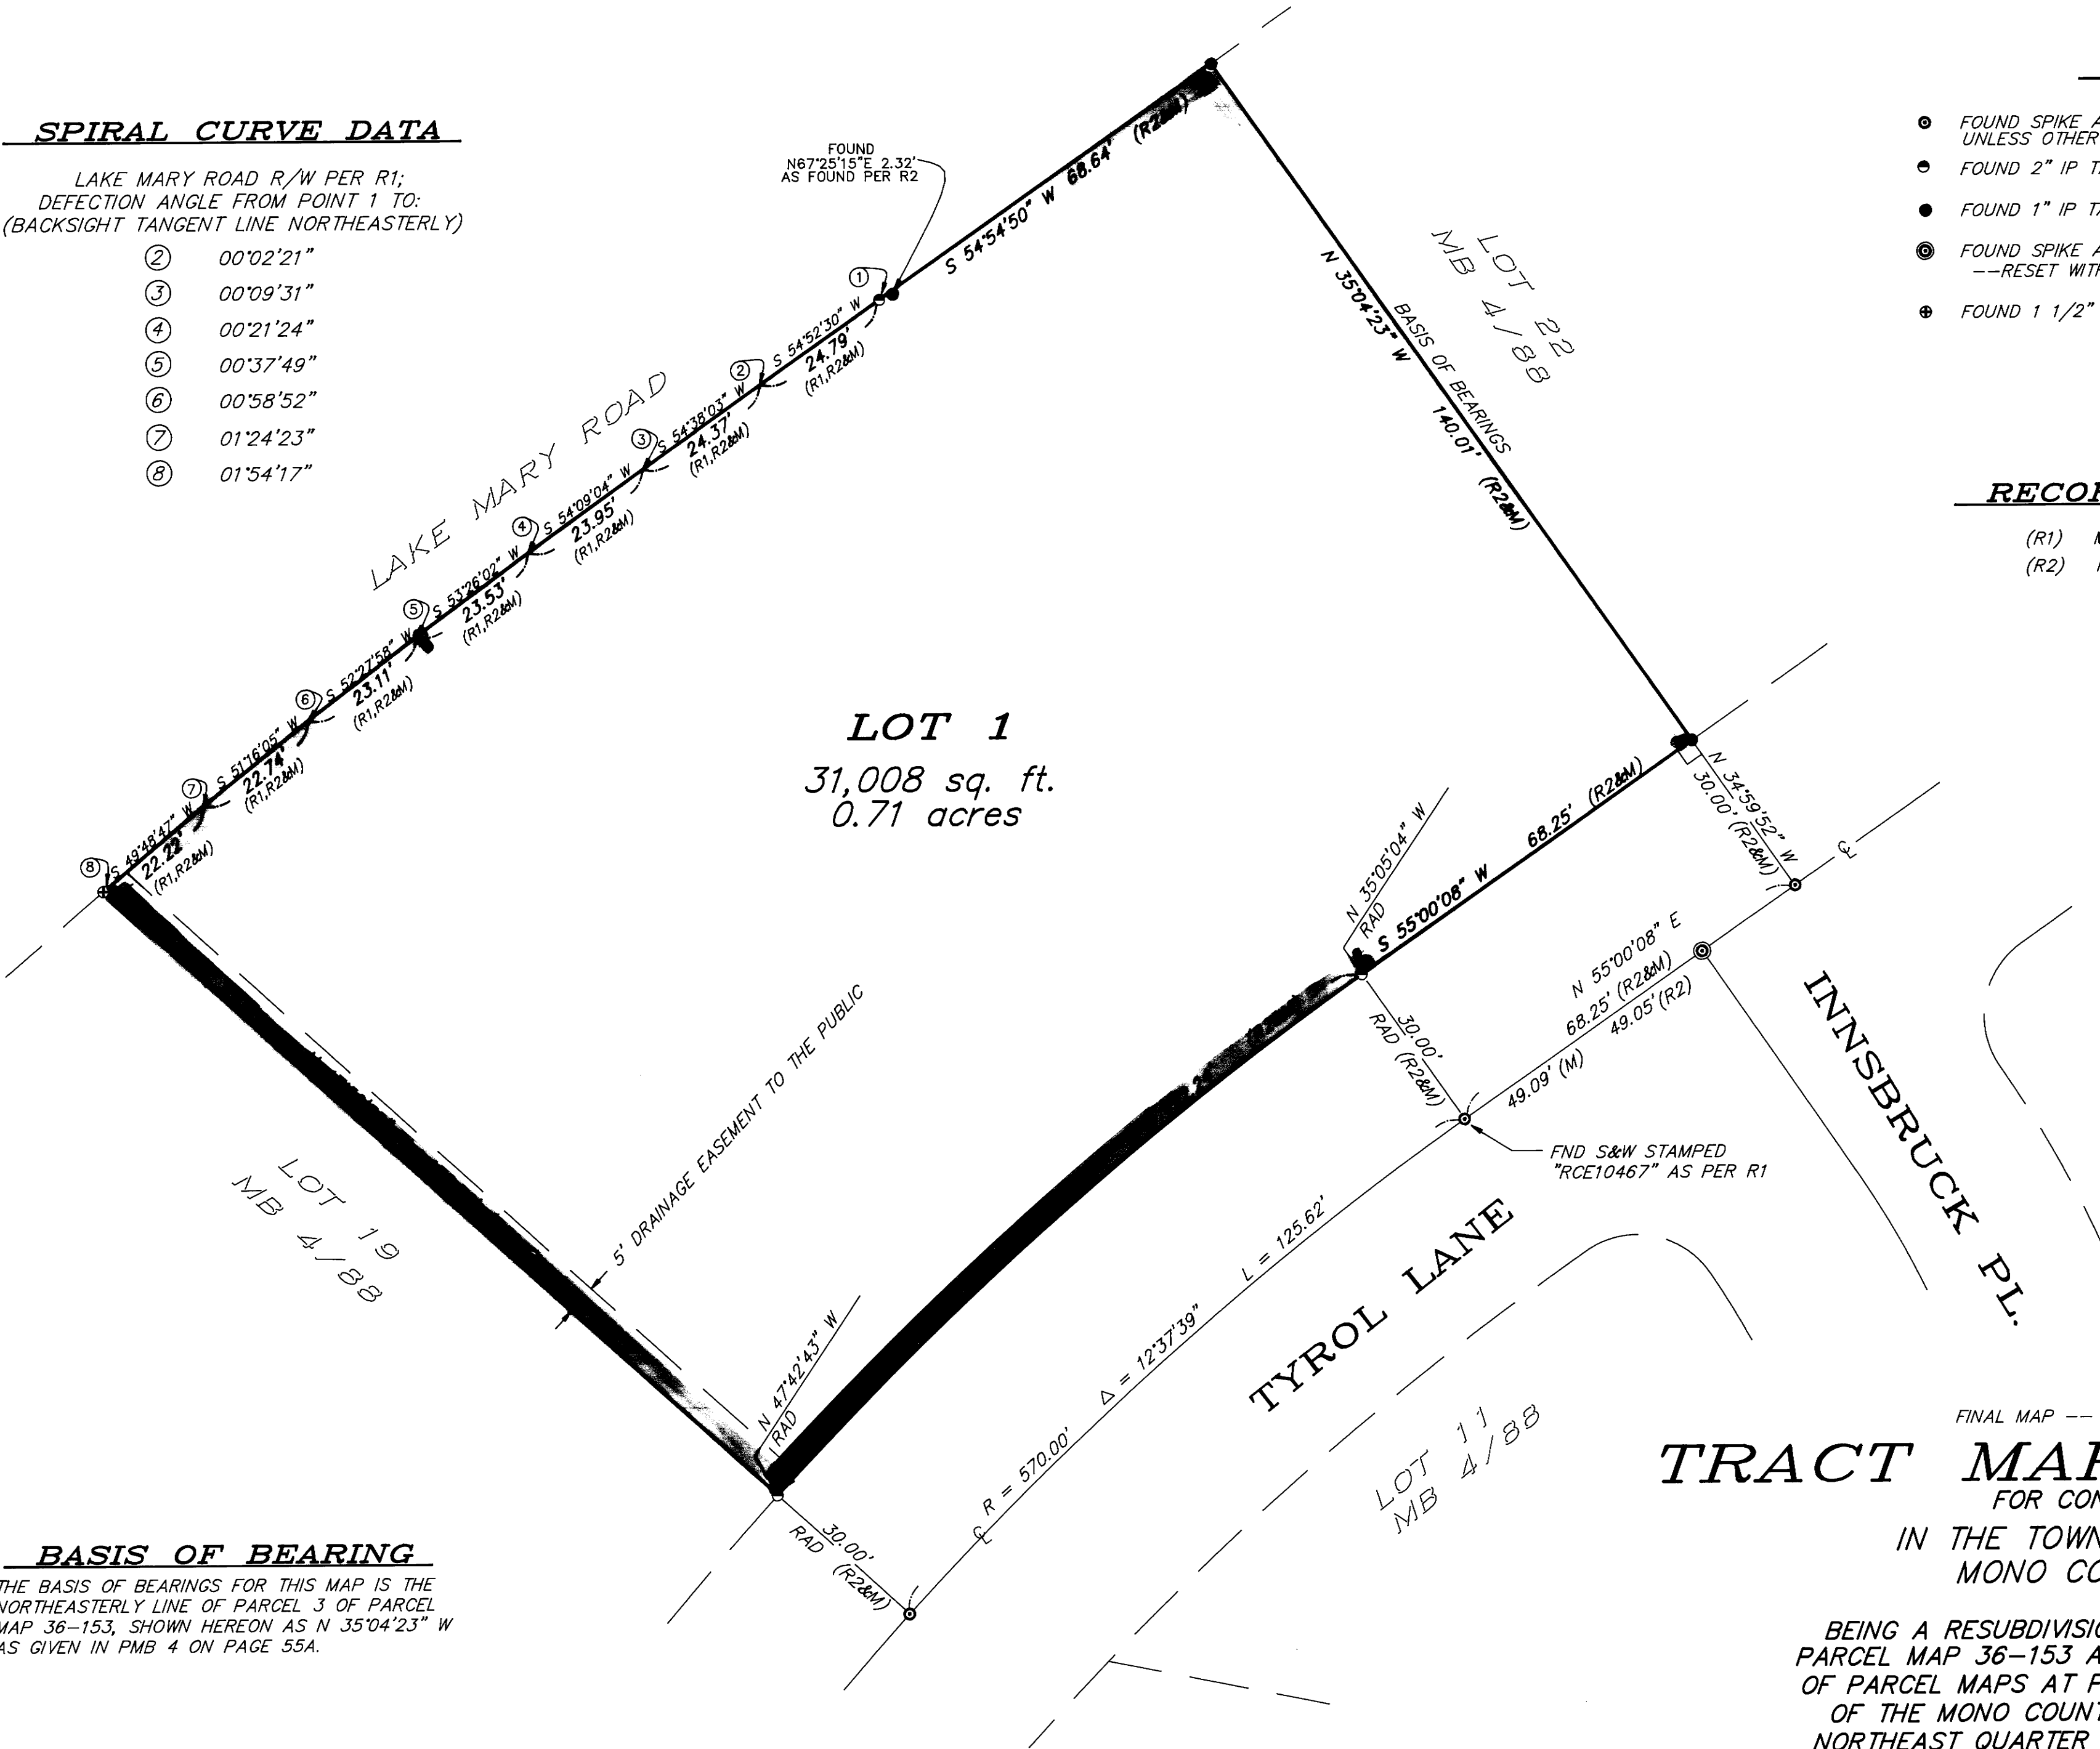 SPIRAL CURVE DATA
LAKE MARY ROAD R/W PER R1;
DEFECTION ANGLE FROM POINT 1 TO:
(BACKSIGHT TANGENT LINE NORTHEASTERLY)
2 00°02'21"
3 00°09'31"
4 00°21'24"
5 00°37'49"
6 00°58'52"
7 01°24'23"
8 01°54'17"
FOUND
N67°25'15"E 2.32'
AS FOUND PER R2
FOUND SPIKE
UNLESS OTHER
FOUND 2" IP
FOUND 1" IP
FOUND SPIKE
--RESET
FOUND 1 1/2"
(R1)
(R2)
LAKE MARY ROAD
S 54°54'50" W 68.64' (R2&M)
1
S 54°52'30" W
24.79'
(R1,R2&M)
2
S 54°38'03" W
24.37'
(R1,R2&M)
3
S 54°09'04" W
23.95'
(R1,R2&M)
4
S 53°26'02" W
23.53'
(R1,R2&M)
5
S 52°27'58" W
23.11'
(R1,R2&M)
6
S 51°16'05" W
22.74'
(R1,R2&M)
7
S 49°48'47" W
22.22'
(R1,R2&M)
8
BASIS OF BEARINGS
N 35°04'23" W 140.01' (R2&M)
LOT 22
MB 4/88
LOT 1
31,008 sq. ft.
0.71 acres
S 55°00'08" W 68.25' (R2&M)
N 34°59'52" W
30.00' (R2&M)
N 35°05'04" W
RAD
N 55°00'08" E
68.25' (R2&M)
49.05' (R2)
49.09' (M)
30.00'
RAD (R2&M)
FND S&W STAMPED
"RCE10467" AS PER R1
INNSBRUCK PL.
TYROL LANE
R = 570.00' Δ = 12°37'39" L = 125.62'
5' DRAINAGE EASEMENT TO THE PUBLIC
LOT 19
MB 4/88
N 47°42'43" W
RAD
30.00'
RAD (R2&M)
LOT 11
MB 4/88
BASIS OF BEARING
THE BASIS OF BEARINGS FOR THIS MAP IS THE
NORTHEASTERLY LINE OF PARCEL 3 OF PARCEL
MAP 36-153, SHOWN HEREON AS N 35°04'23" W
AS GIVEN IN PMB 4 ON PAGE 55A.
FINAL MAP --
TRACT MAP
FOR
IN THE TOWN
MONO
BEING A RESUBDIVISION
PARCEL MAP 36-153
OF PARCEL MAPS AT
OF THE MONO
NORTHEAST QUARTER